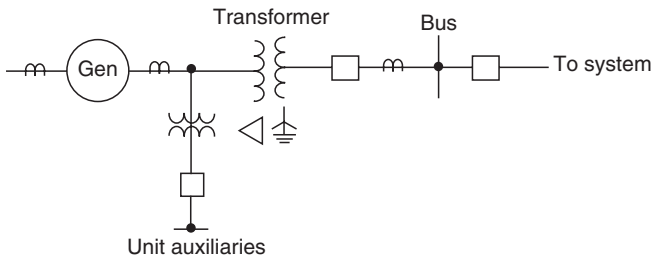 Transformer
Bus
Gen
To system
Unit auxiliaries